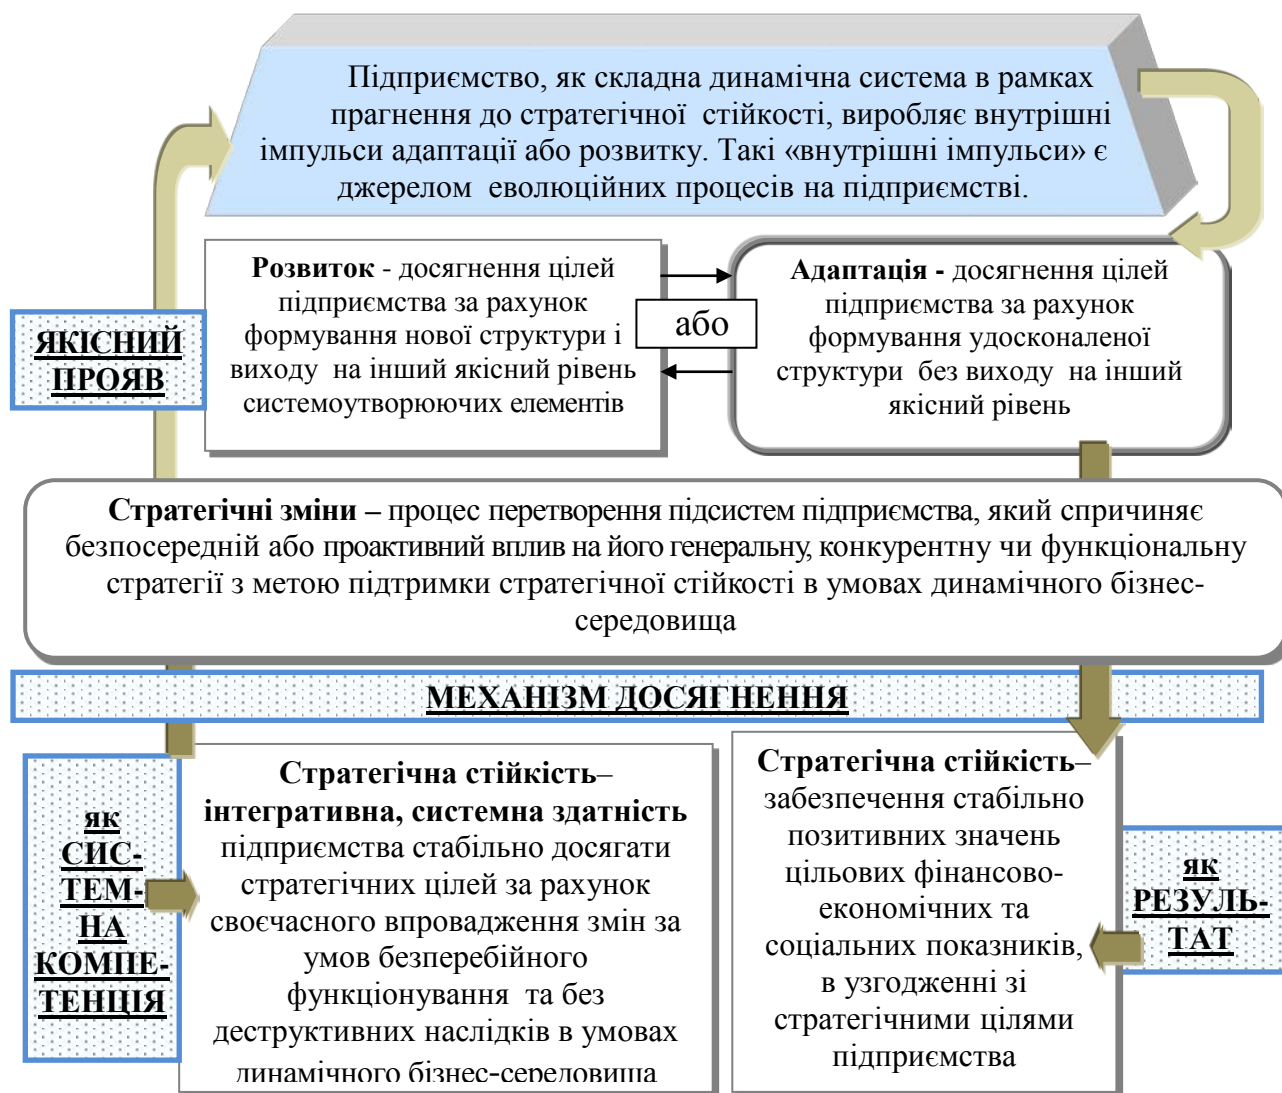 Підприємство, як складна динамічна система в рамках
прагнення до стратегічної стійкості, виробляє внутрішні
імпульси адаптації або розвитку. Такі «внутрішні імпульси» є
джерелом еволюційних процесів на підприємстві.
ЯКІСНИЙ
ПРОЯВ
Розвиток - досягнення цілей
підприємства за рахунок
формування нової структури і
виходу на інший якісний рівень
системоутворюючих елементів
або
Адаптація - досягнення цілей
підприємства за рахунок
формування удосконаленої
структури без виходу на інший
якісний рівень
Стратегічні зміни – процес перетворення підсистем підприємства, який спричиняє
безпосередній або проактивний вплив на його генеральну, конкурентну чи функціональну
стратегії з метою підтримки стратегічної стійкості в умовах динамічного бізнес-
середовища
МЕХАНІЗМ ДОСЯГНЕННЯ
як
СИС-
ТЕМ-
НА
КОМПЕ-
ТЕНЦІЯ
Стратегічна стійкість–
інтегративна, системна здатність
підприємства стабільно досягати
стратегічних цілей за рахунок
своєчасного впровадження змін за
умов безперебійного
функціонування та без
деструктивних наслідків в умовах
динамічного бізнес-середовища
Стратегічна стійкість–
забезпечення стабільно
позитивних значень
цільових фінансово-
економічних та
соціальних показників,
в узгодженні зі
стратегічними цілями
підприємства
як
РЕЗУЛЬ-
ТАТ